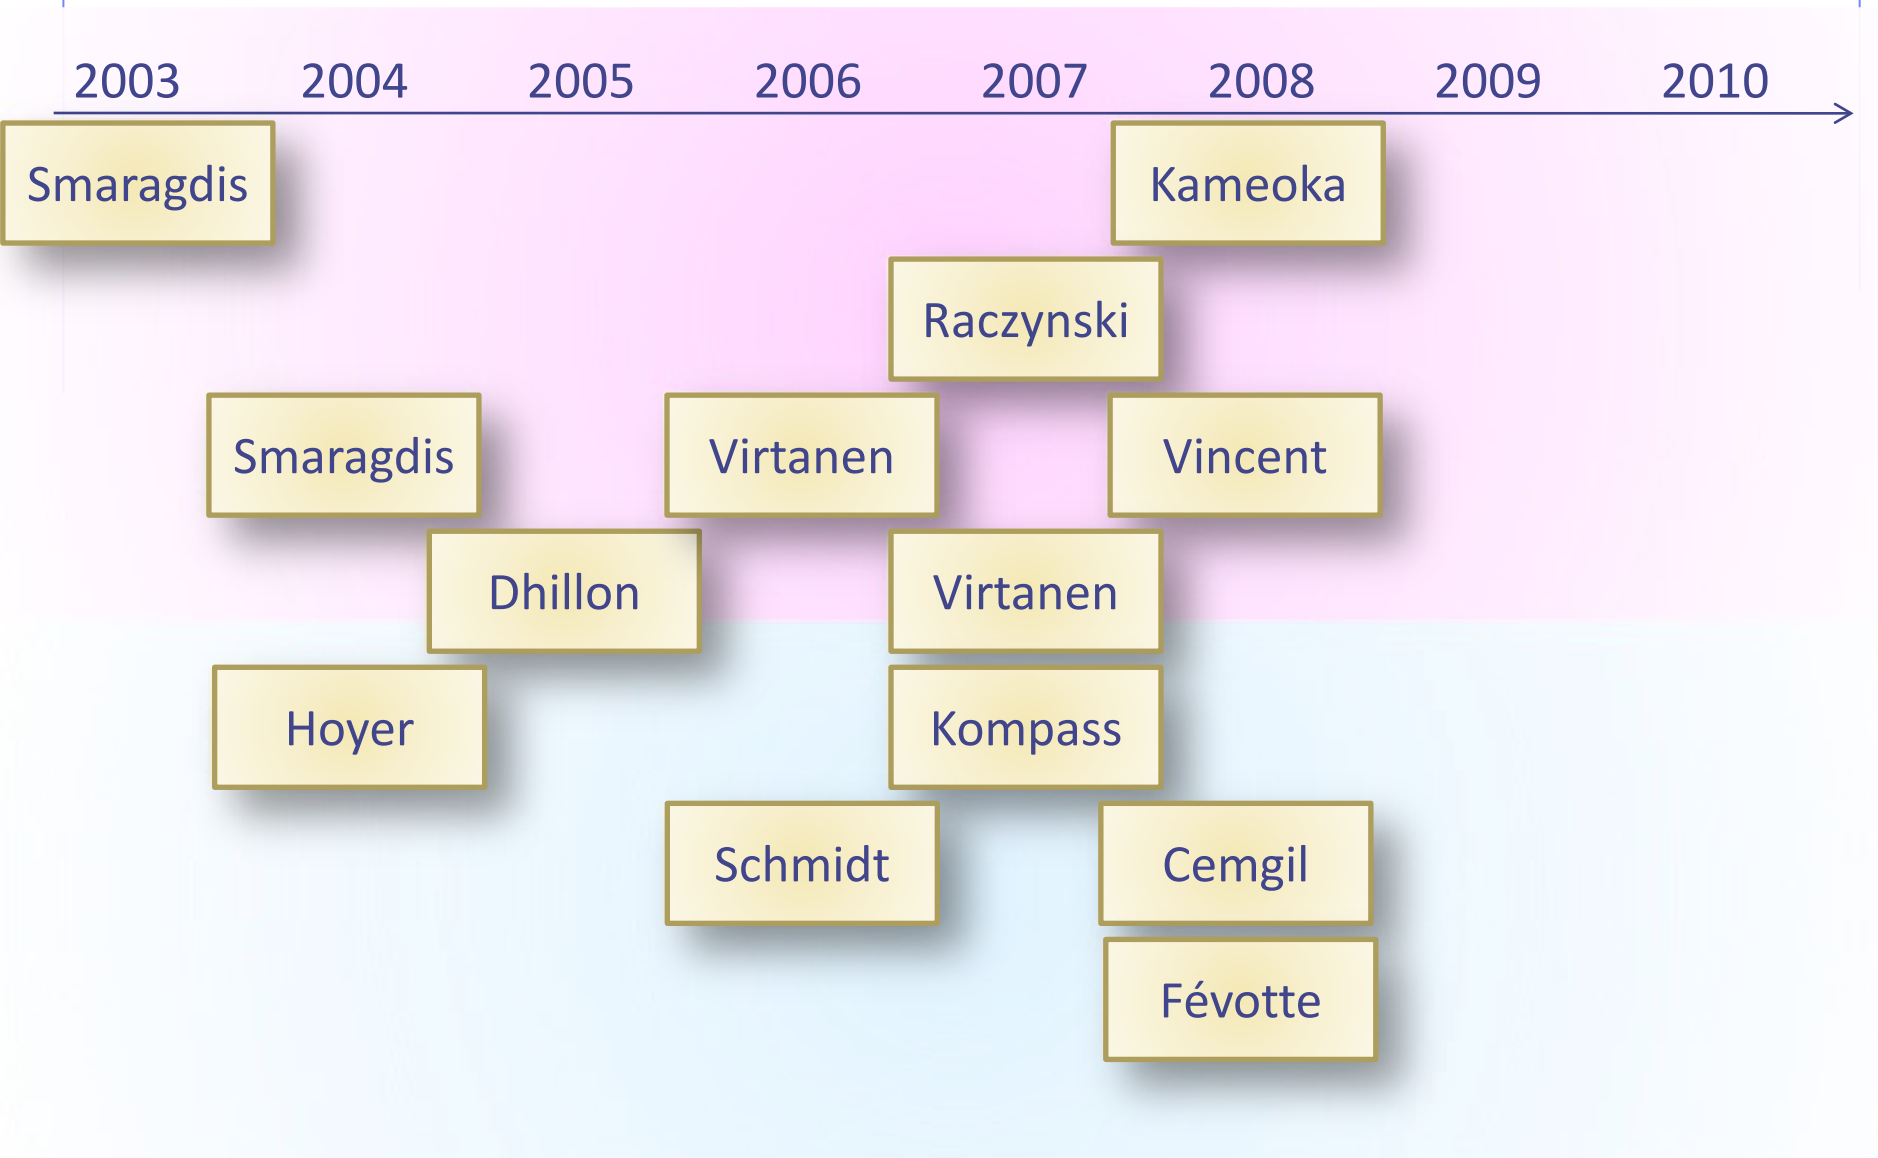 2003 2004 2005 2006 2007 2008 2009 2010
Smaragdis Kameoka
Raczynski
Smaragdis Virtanen Vincent
Dhillon Virtanen
Hoyer Kompass
Schmidt Cemgil
Févotte